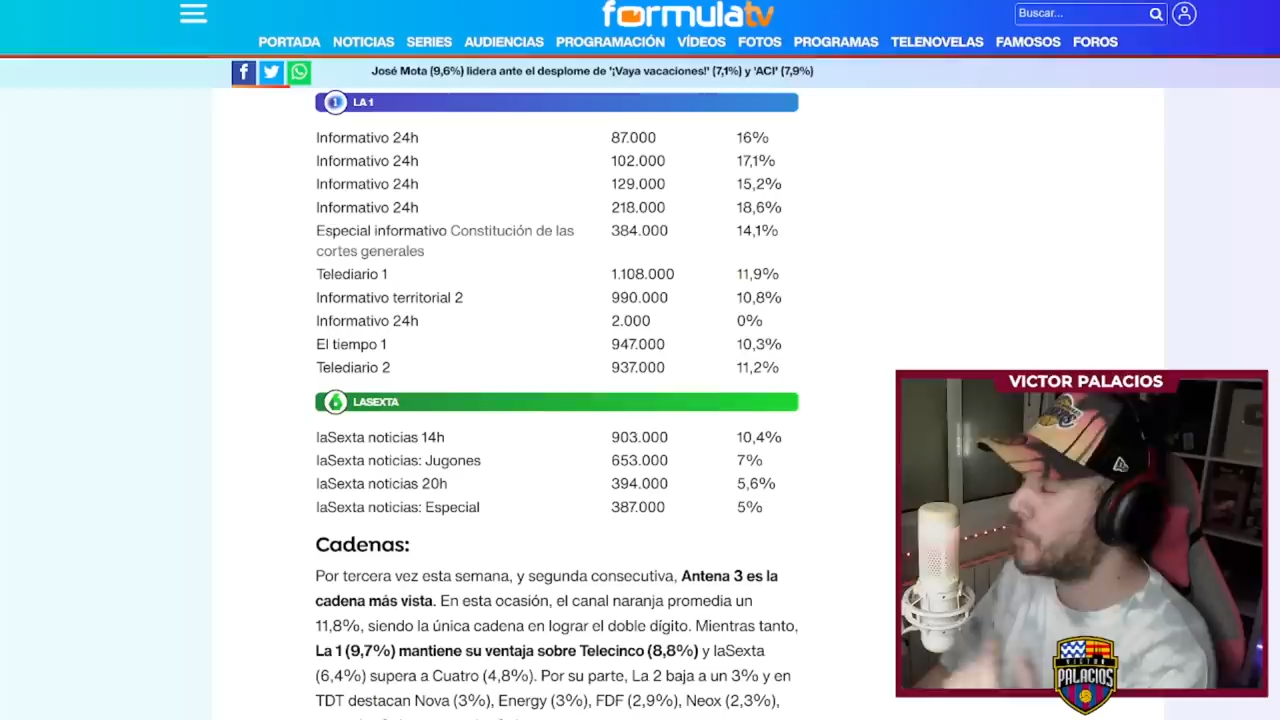 formulatv
Buscar...
PORTADA NOTICIAS SERIES AUDIENCIAS PROGRAMACIÓN VÍDEOS FOTOS PROGRAMAS TELENOVELAS FAMOSOS FOROS
José Mota (9,6%) lidera ante el desplome de '¡Vaya vacaciones!' (7,1%) y 'ACI' (7,9%)
1 LA 1
Informativo 24h 87.000 16%
Informativo 24h 102.000 17,1%
Informativo 24h 129.000 15,2%
Informativo 24h 218.000 18,6%
Especial informativo Constitución de las 384.000 14,1%
cortes generales
Telediario 1 1.108.000 11,9%
Informativo territorial 2 990.000 10,8%
Informativo 24h 2.000 0%
El tiempo 1 947.000 10,3%
Telediario 2 937.000 11,2%
6 LASEXTA
laSexta noticias 14h 903.000 10,4%
laSexta noticias: Jugones 653.000 7%
laSexta noticias 20h 394.000 5,6%
laSexta noticias: Especial 387.000 5%
Cadenas:
Por tercera vez esta semana, y segunda consecutiva, Antena 3 es la
cadena más vista. En esta ocasión, el canal naranja promedia un
11,8%, siendo la única cadena en lograr el doble dígito. Mientras tanto,
La 1 (9,7%) mantiene su ventaja sobre Telecinco (8,8%) y laSexta
(6,4%) supera a Cuatro (4,8%). Por su parte, La 2 baja a un 3% y en
TDT destacan Nova (3%), Energy (3%), FDF (2,9%), Neox (2,3%),
VICTOR PALACIOS
VICTOR
PALACIOS